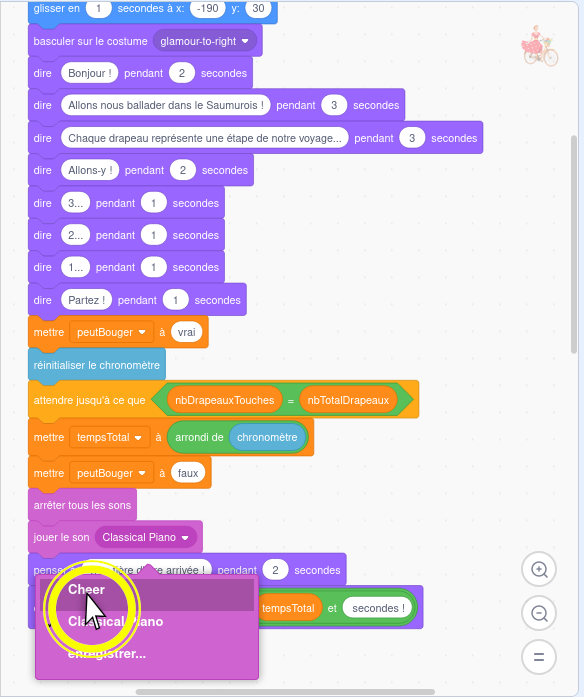 glisser en 1 secondes à x: -190 y: 30
basculer sur le costume glamour-to-right
dire Bonjour ! pendant 2 secondes
dire Allons nous ballader dans le Saumurois ! pendant 3 secondes
dire Chaque drapeau représente une étape de notre voyage... pendant 3 secondes
dire Allons-y ! pendant 2 secondes
dire 3... pendant 1 secondes
dire 2... pendant 1 secondes
dire 1... pendant 1 secondes
dire Partez ! pendant 1 secondes
mettre peutBouger à vrai
réinitialiser le chronomètre
attendre jusqu'à ce que nbDrapeauxTouches = nbTotalDrapeaux
mettre tempsTotal à arrondi de chronomètre
mettre peutBouger à faux
arrêter tous les sons
jouer le son Classical Piano
penser arrivée ! pendant 2 secondes
tempsTotal et secondes !
Cheer
Classical Piano
enregistrer...